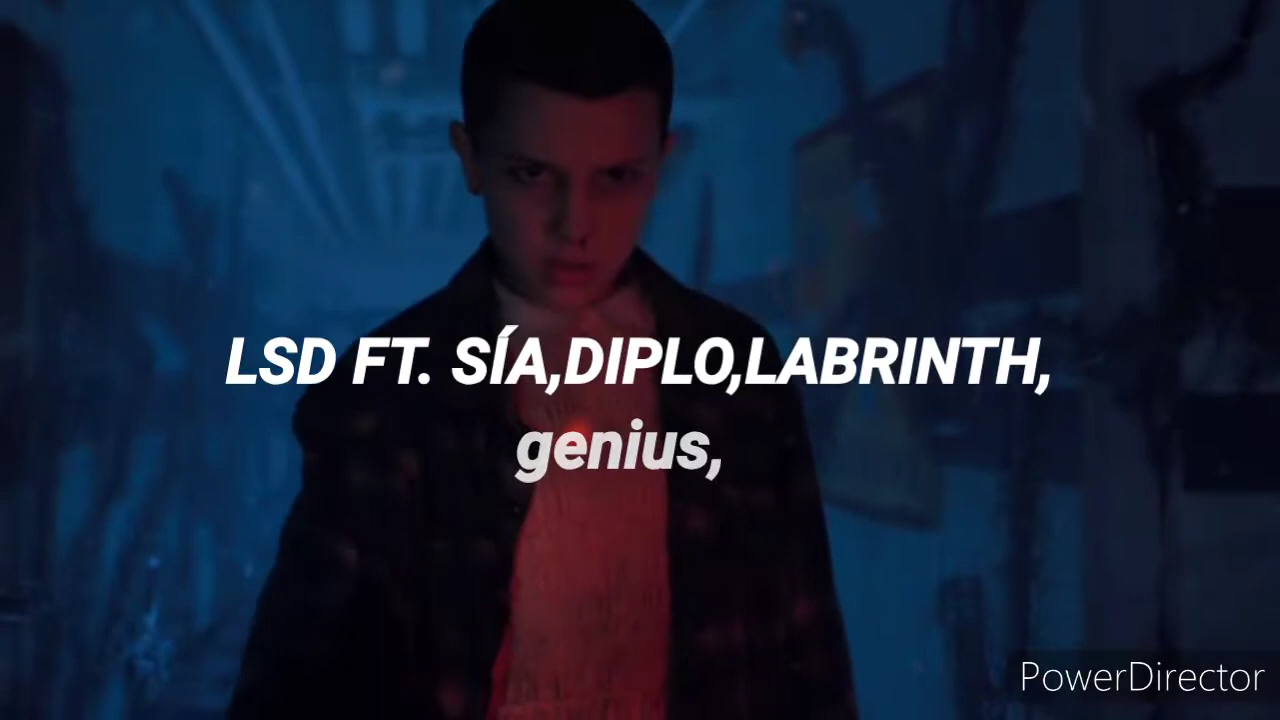 LSD FT. SÍA,DIPLO,LABRINTH,
genius,
PowerDirector